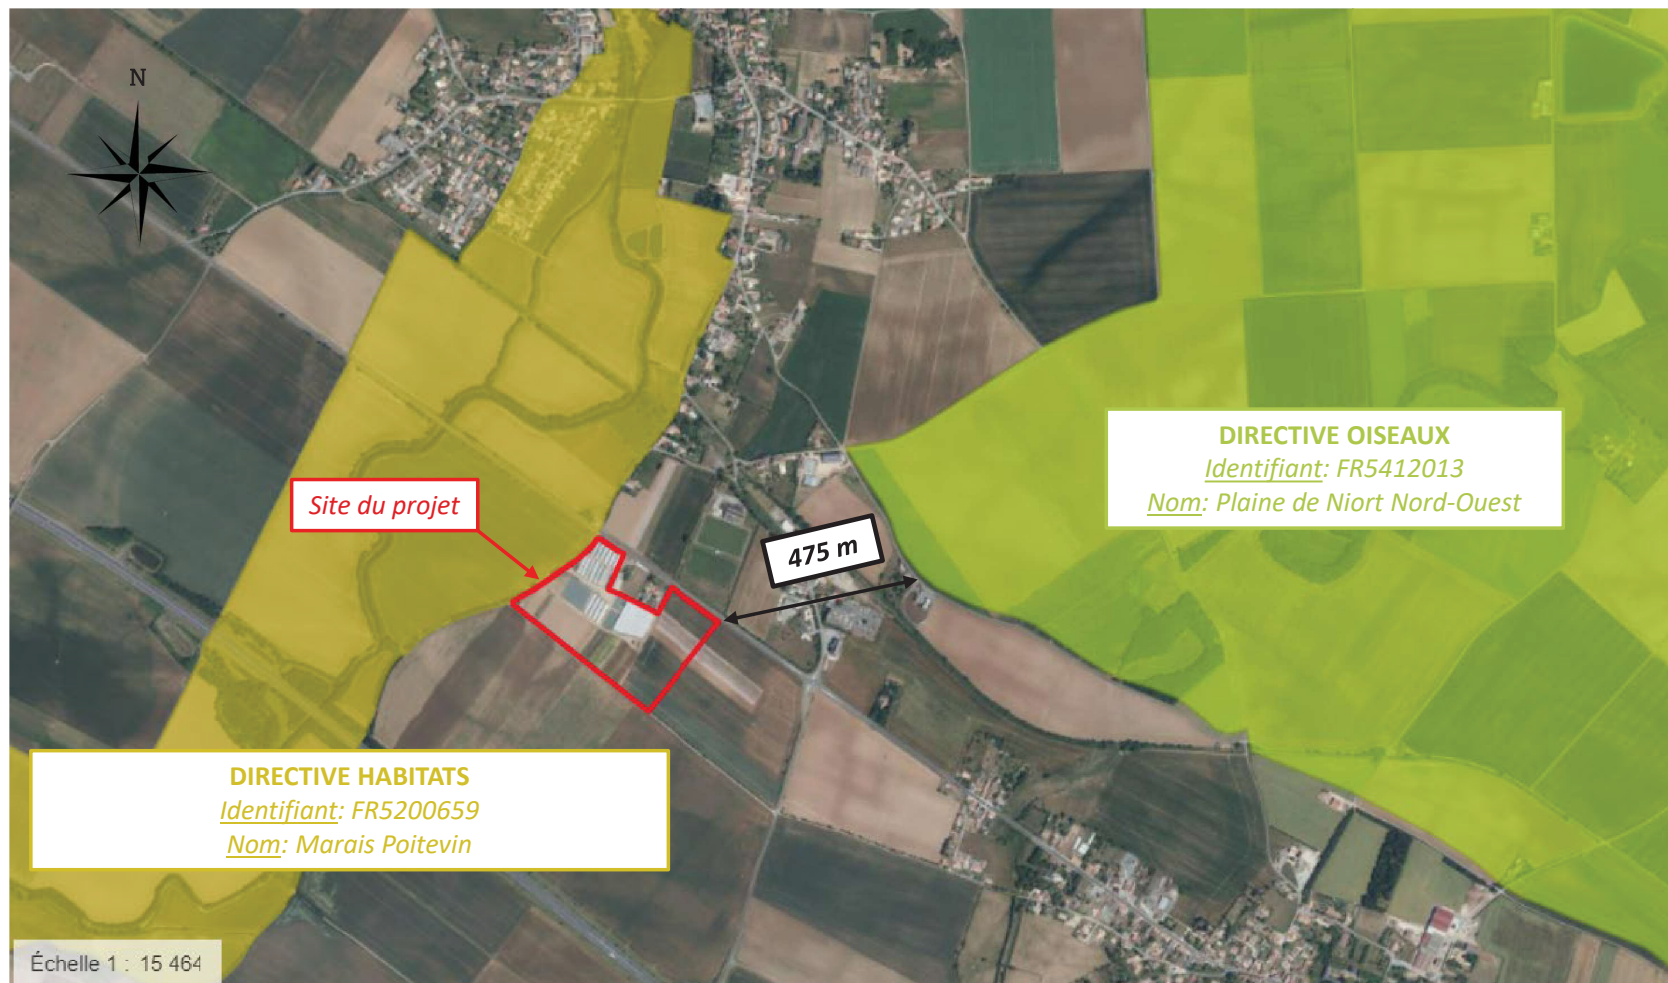 N
DIRECTIVE OISEAUX
Identifiant: FR5412013
Nom: Plaine de Niort Nord-Ouest
Site du projet
475 m
DIRECTIVE HABITATS
Identifiant: FR5200659
Nom: Marais Poitevin
Échelle 1 : 15 464